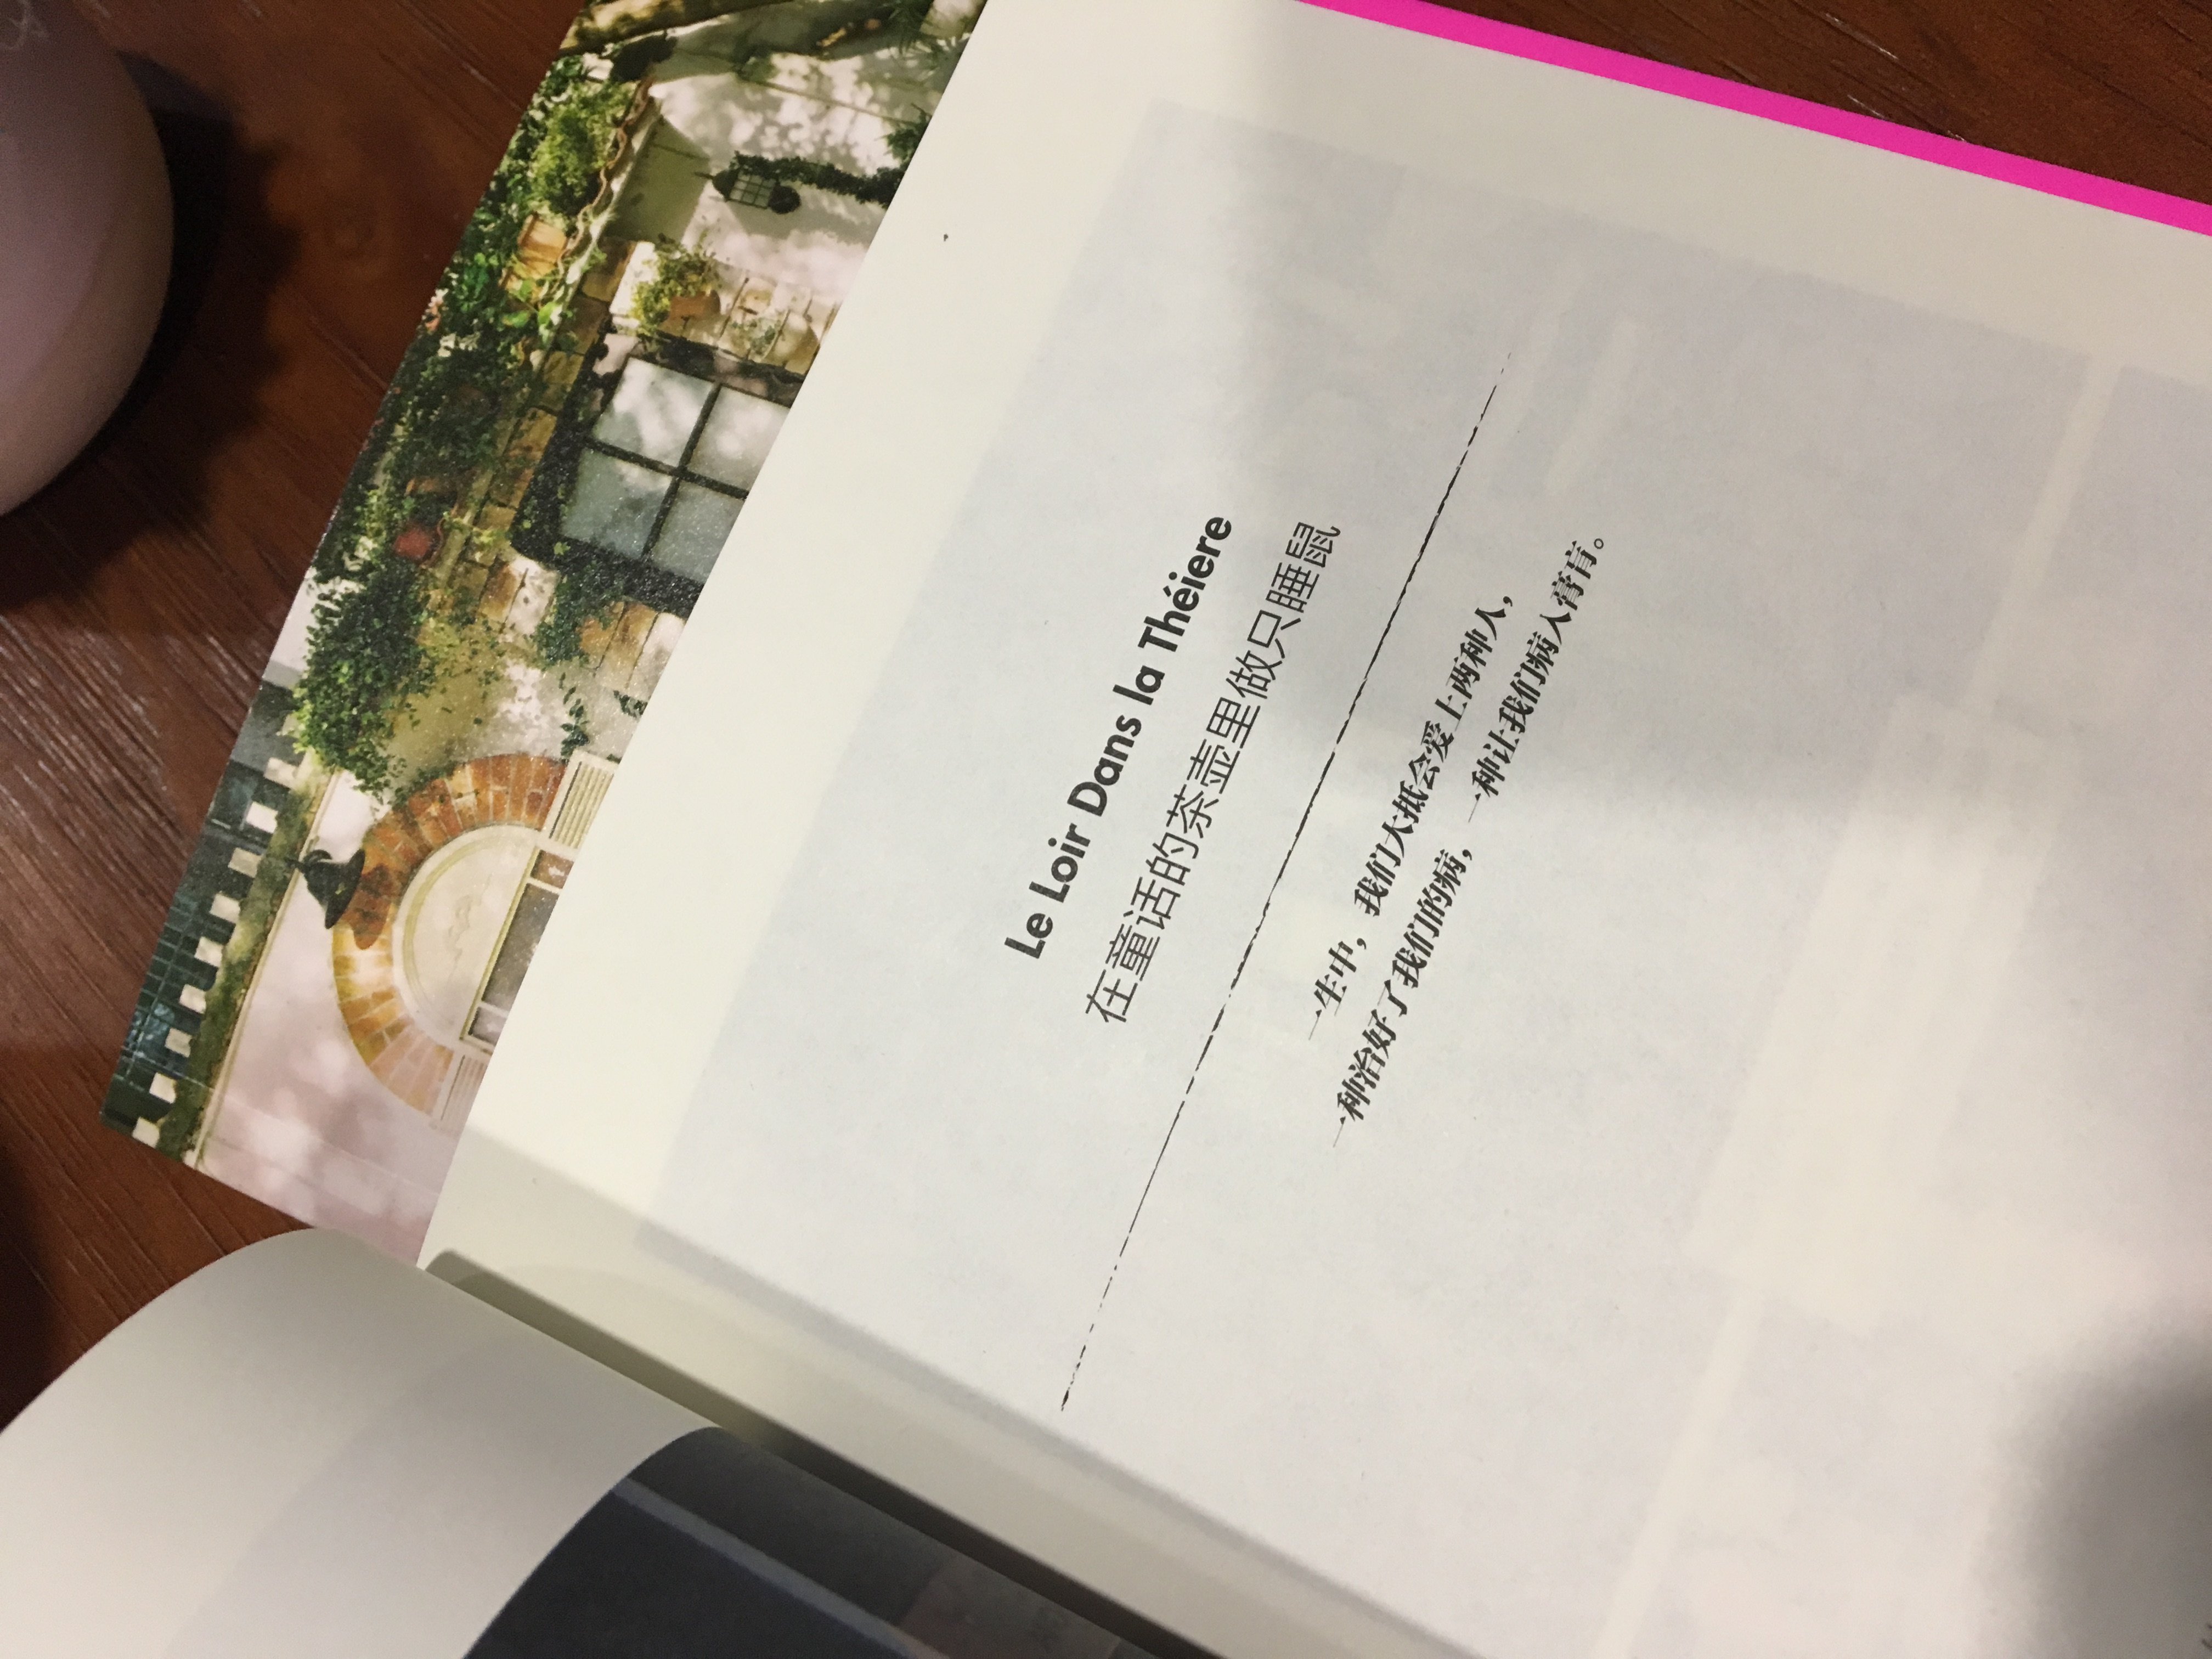 Le Loir Dans la Théiere
在童话的茶壶里做只睡鼠
一生中，我们大抵会爱上两种人，
一种治好了我们的病，一种让我们病入膏肓。